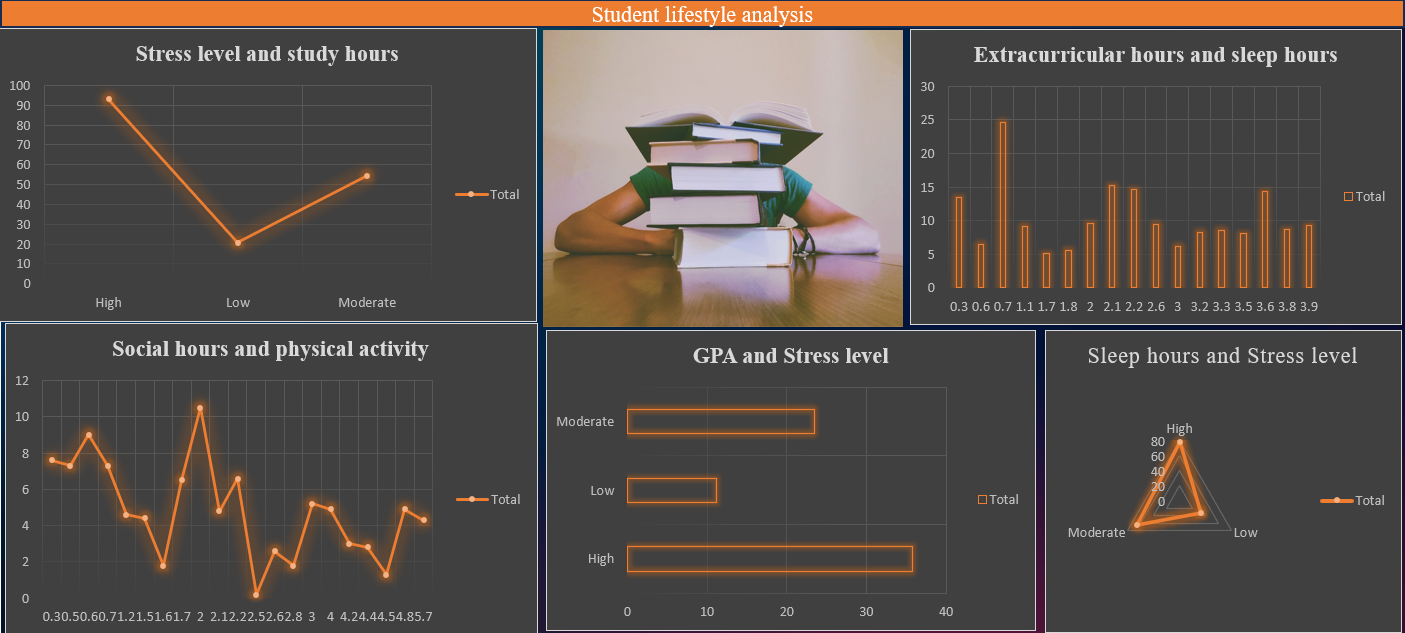 Student lifestyle analysis
Stress level and study hours
100
90
80
70
60
50
40
30
20
10
0
High Low Moderate
Total
Extracurricular hours and sleep hours
30
25
20
15
10
5
0
0.3 0.6 0.7 1.1 1.7 1.8 2 2.1 2.2 2.6 3 3.2 3.3 3.5 3.6 3.8 3.9
Total
Social hours and physical activity
12
10
8
6
4
2
0
0.30.50.60.71.21.51.61.7 2 2.12.22.52.62.8 3 4 4.24.44.54.85.7
Total
GPA and Stress level
Moderate
Low
High
0 10 20 30 40
Total
Sleep hours and Stress level
High
80
60
40
20
0
Moderate Low
Total